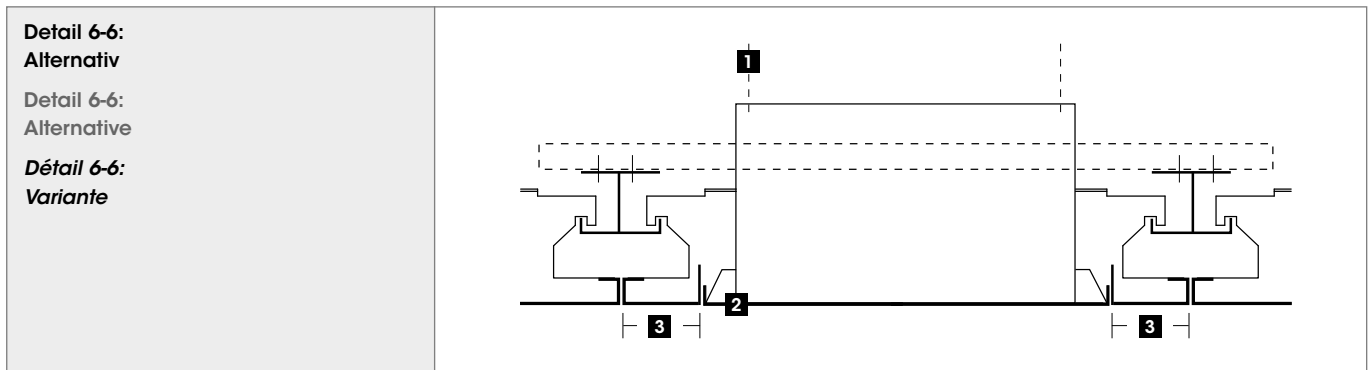 Detail 6-6:
Alternativ
Detail 6-6:
Alternative
Détail 6-6:
Variante
1
2
3
3